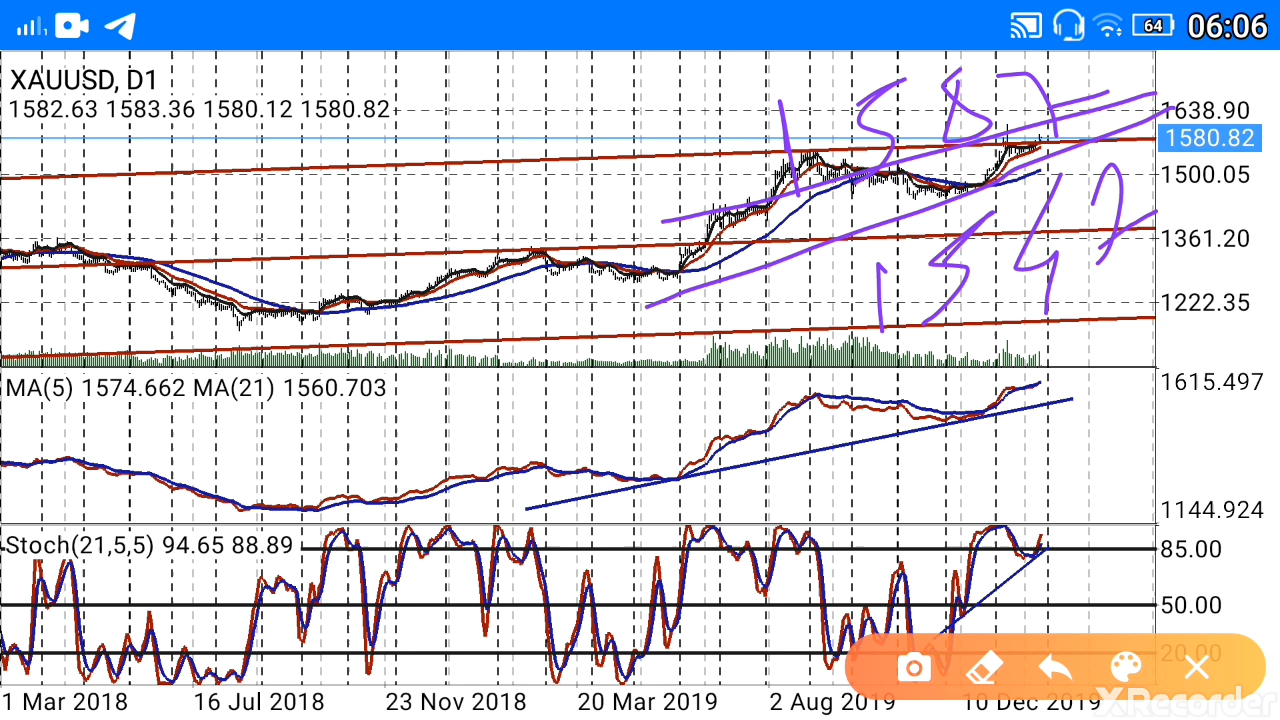 64 06:06
XAUUSD, D1
1582.63 1583.36 1580.12 1580.82
1638.90
1580.82
1500.05
1361.20
1222.35
1587
1547
MA(5) 1574.662 MA(21) 1560.703
1615.497
1144.924
Stoch(21,5,5) 94.65 88.89
85.00
50.00
20.00
1 Mar 2018 16 Jul 2018 23 Nov 2018 20 Mar 2019 2 Aug 2019 10 Dec 2019
XRecorder